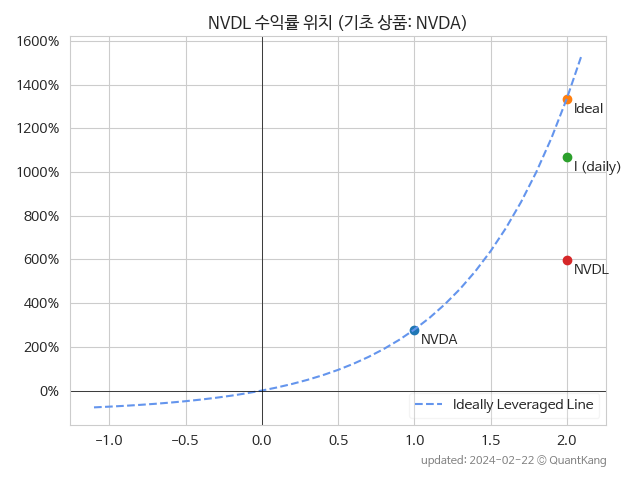 NVDL 수익률 위치 (기초 상품: NVDA)
1600%
1400%
1200%
1000%
800%
600%
400%
200%
0%
Ideal
I (daily)
NVDL
NVDA
Ideally Leveraged Line
−1.0 −0.5 0.0 0.5 1.0 1.5 2.0
updated: 2024-02-22 © QuantKang